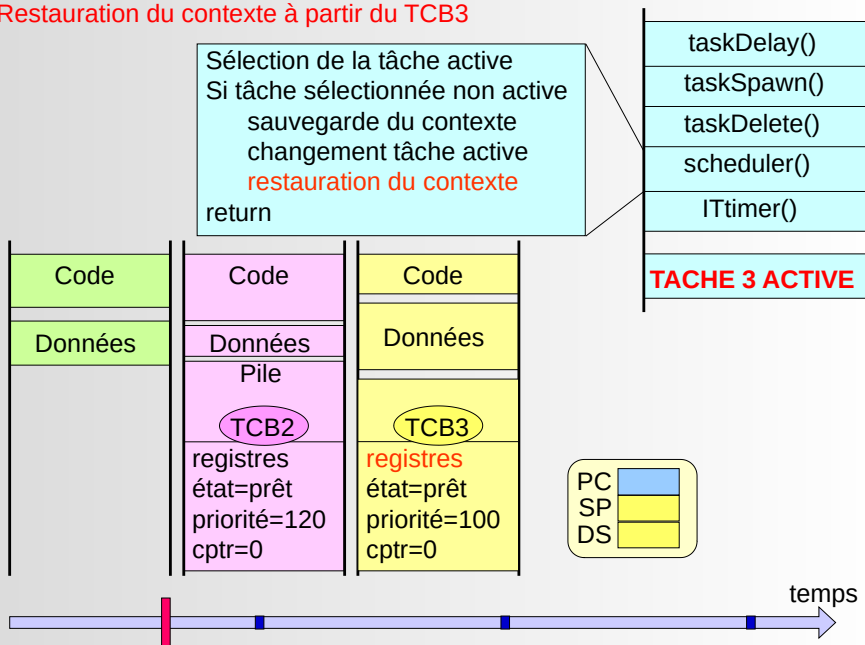 Restauration du contexte à partir du TCB3
Sélection de la tâche active
Si tâche sélectionnée non active
sauvegarde du contexte
changement tâche active
restauration du contexte
return
taskDelay()
taskSpawn()
taskDelete()
scheduler()
ITtimer()
TACHE 3 ACTIVE
Code
Données
Code
Données
Pile
TCB2
registres
état=prêt
priorité=120
cptr=0
Code
Données
TCB3
registres
état=prêt
priorité=100
cptr=0
PC
SP
DS
temps